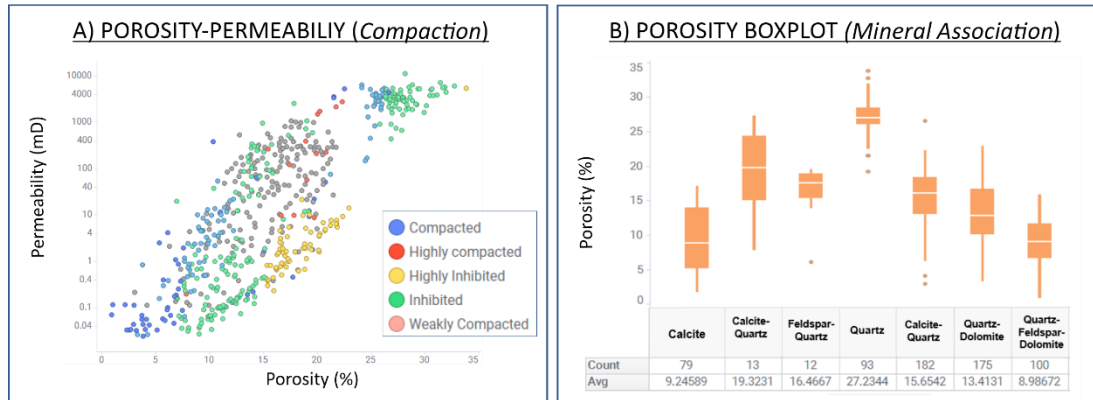 A) POROSITY-PERMEABILIY (Compaction)
10000
4000
1000
400
100
40
10
4
1
0.4
0.1
0.04
Permeability (mD)
Compacted
Highly compacted
Highly Inhibited
Inhibited
Weakly Compacted
0 5 10 15 20 25 30 35
Porosity (%)
B) POROSITY BOXPLOT (Mineral Association)
35
30
25
20
15
10
5
0
Porosity (%)
Calcite Calcite-Quartz Feldspar-Quartz Quartz Calcite-Quartz Quartz-Dolomite Quartz-Feldspar-Dolomite
Count 79 13 12 93 182 175 100
Avg 9.24589 19.3231 16.4667 27.2344 15.6542 13.4131 8.98672